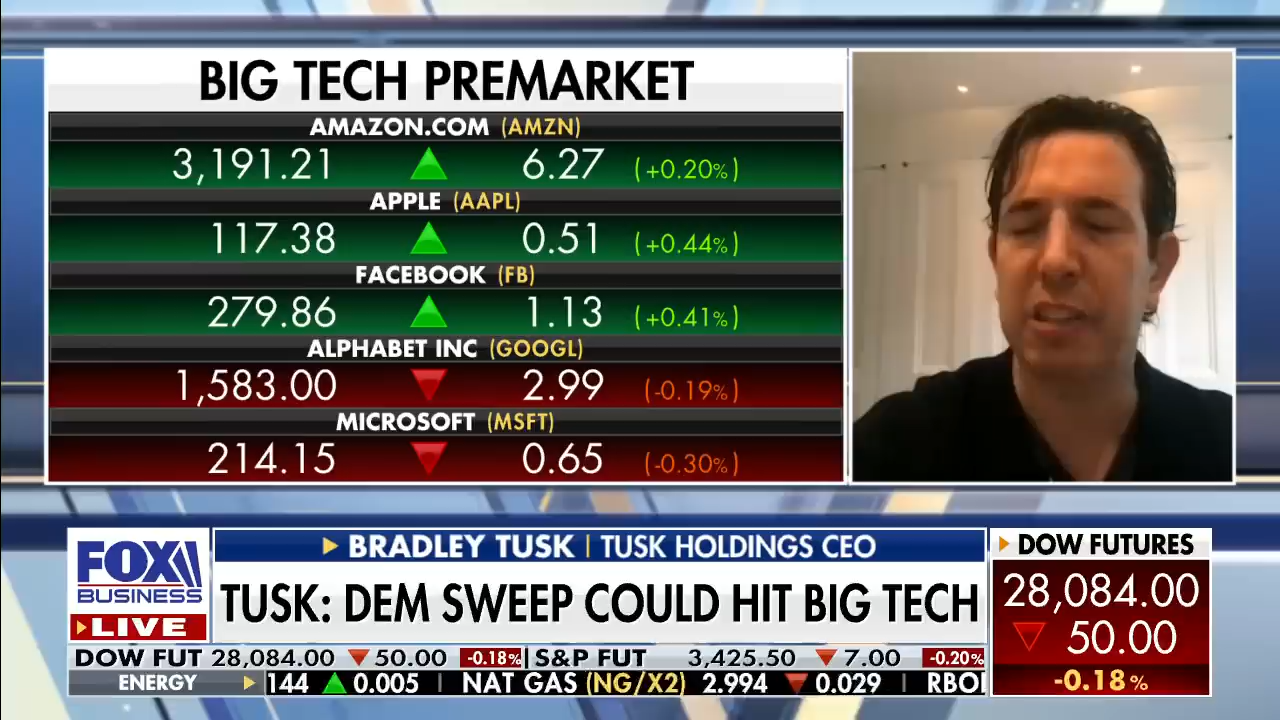 BIG TECH PREMARKET
AMAZON.COM (AMZN)
3,191.21 ▲ 6.27 (+0.20%)
APPLE (AAPL)
117.38 ▲ 0.51 (+0.44%)
FACEBOOK (FB)
279.86 ▲ 1.13 (+0.41%)
ALPHABET INC (GOOGL)
1,583.00 ▼ 2.99 (-0.19%)
MICROSOFT (MSFT)
214.15 ▼ 0.65 (-0.30%)
FOX
BUSINESS
LIVE
BRADLEY TUSK | TUSK HOLDINGS CEO
TUSK: DEM SWEEP COULD HIT BIG TECH
DOW FUTURES
28,084.00
▼ 50.00
-0.18%
DOW FUT 28,084.00 ▼ 50.00 -0.18% | S&P FUT 3,425.50 ▼ 7.00 -0.20%
ENERGY 144 ▲ 0.005 | NAT GAS (NG/X2) 2.994 ▼ 0.029 | RBO